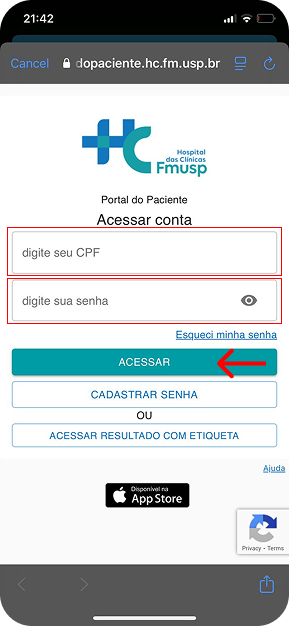 21:42
Cancel
dopaciente.hc.fm.usp.br
HC
Hospital
das Clínicas
Fmusp
Portal do Paciente
Acessar conta
digite seu CPF
digite sua senha
Esqueci minha senha
ACESSAR
CADASTRAR SENHA
OU
ACESSAR RESULTADO COM ETIQUETA
Ajuda
Disponível na
App Store
Privacy - Terms